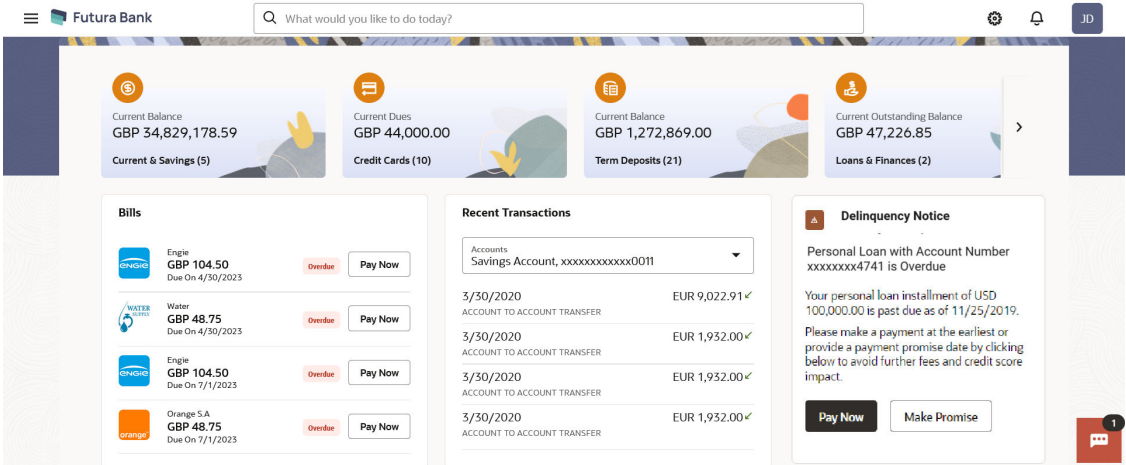 Futura Bank
What would you like to do today?
JD
Current Balance
GBP 34,829,178.59
Current & Savings (5)
Current Dues
GBP 44,000.00
Credit Cards (10)
Current Balance
GBP 1,272,869.00
Term Deposits (21)
Current Outstanding Balance
GBP 47,226.85
Loans & Finances (2)
Bills
ENGIE
Engie
GBP 104.50
Due On 4/30/2023
Overdue
Pay Now
WATER
SUPPLY
Water
GBP 48.75
Due On 4/30/2023
Overdue
Pay Now
ENGIE
Engie
GBP 104.50
Due On 7/1/2023
Overdue
Pay Now
orange
Orange S.A
GBP 48.75
Due On 7/1/2023
Overdue
Pay Now
Recent Transactions
Accounts
Savings Account, xxxxxxxxxxxx0011
3/30/2020 EUR 9,022.91
ACCOUNT TO ACCOUNT TRANSFER
3/30/2020 EUR 1,932.00
ACCOUNT TO ACCOUNT TRANSFER
3/30/2020 EUR 1,932.00
ACCOUNT TO ACCOUNT TRANSFER
3/30/2020 EUR 1,932.00
ACCOUNT TO ACCOUNT TRANSFER
Delinquency Notice
Personal Loan with Account Number
xxxxxxxx4741 is Overdue
Your personal loan installment of USD
100,000.00 is past due as of 11/25/2019.
Please make a payment at the earliest or
provide a payment promise date by clicking
below to avoid further fees and credit score
impact.
Pay Now
Make Promise
1